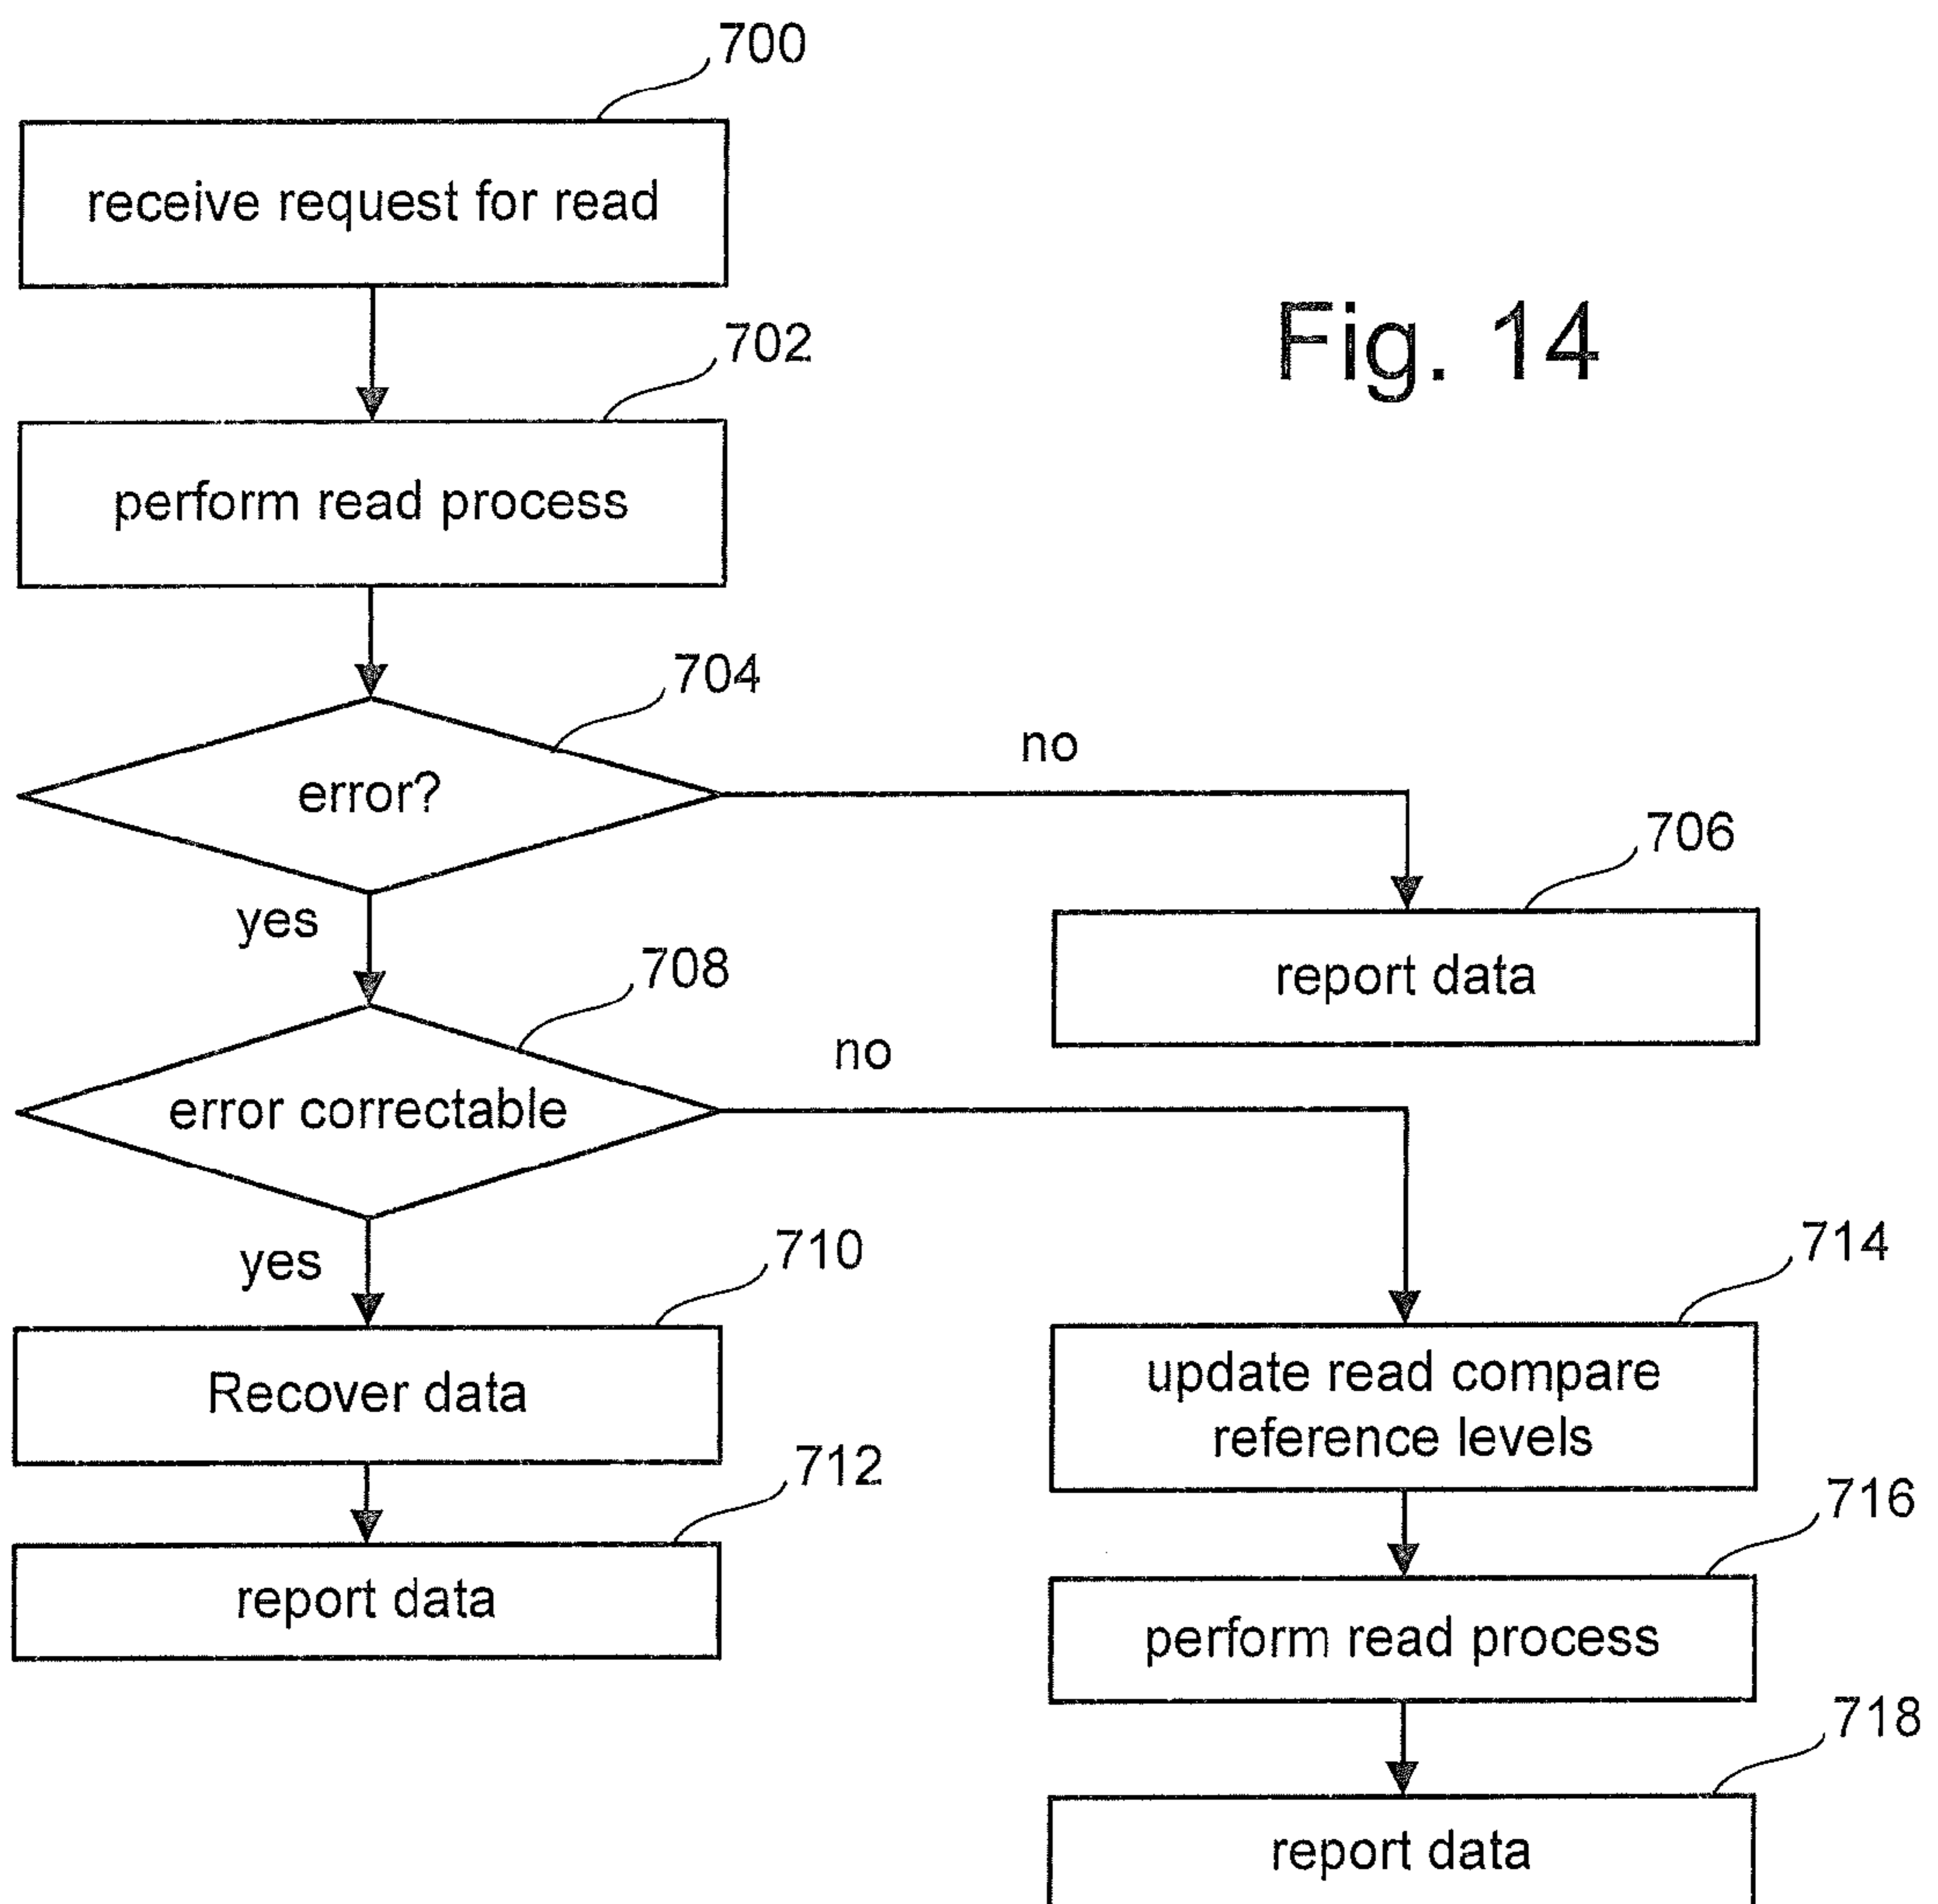 700
receive request for read
Fig. 14
702
perform read process
704
error?
no
706
report data
yes
708
error correctable
no
yes
710
Recover data
714
update read compare
reference levels
712
report data
716
perform read process
718
report data